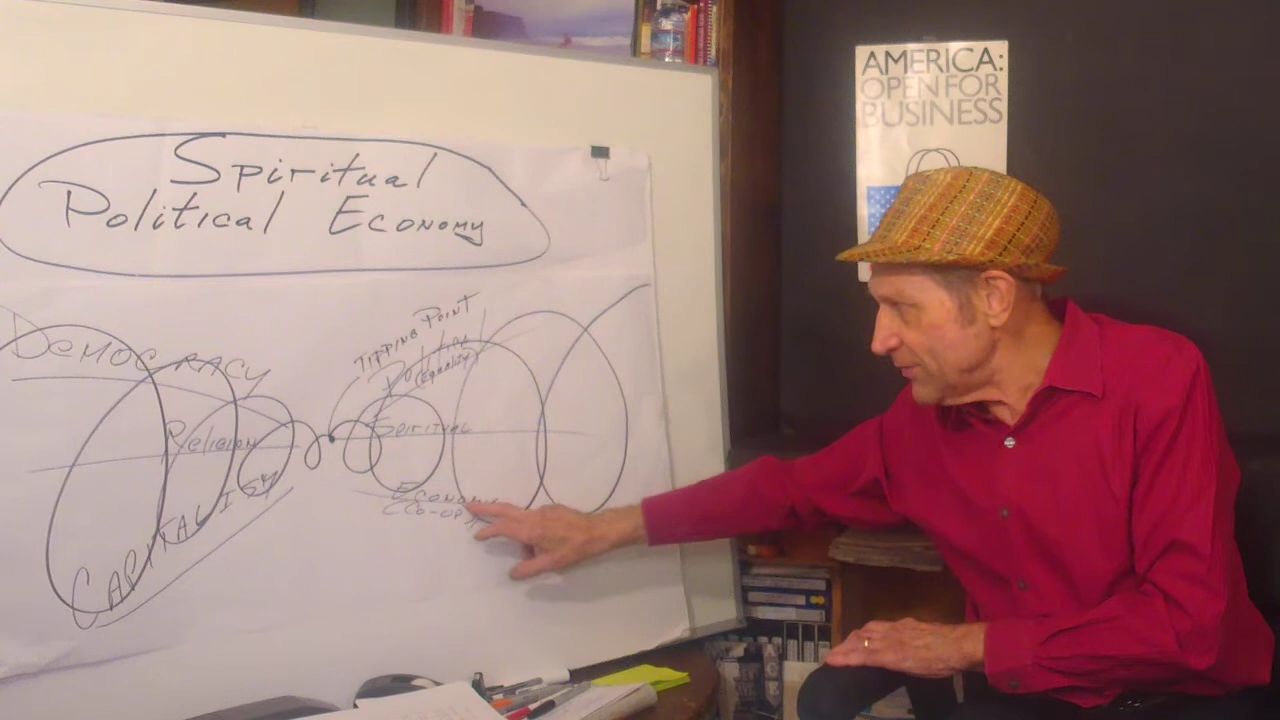 AMERICA:
OPEN FOR
BUSINESS
Spiritual
Political Economy
Democracy
Religion
Capitalism
Tipping Point
Political
(Equality)
Spiritual
Economy
(Co-op